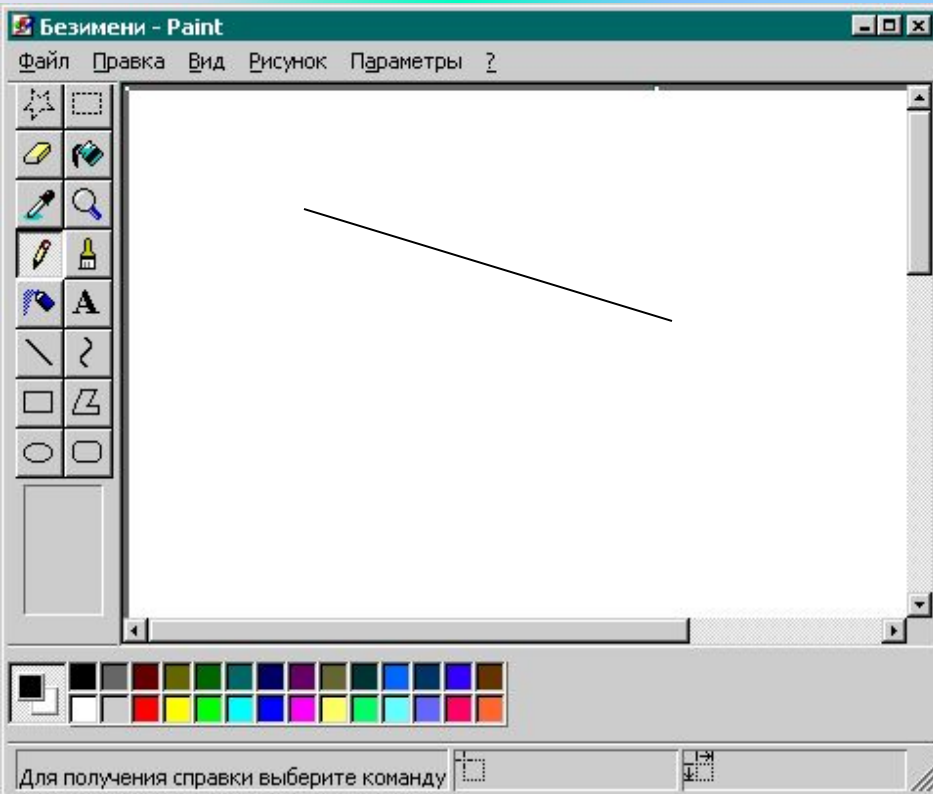 Безимени - Paint
Файл Правка Вид Рисунок Параметры ?
A
Для получения справки выберите команду